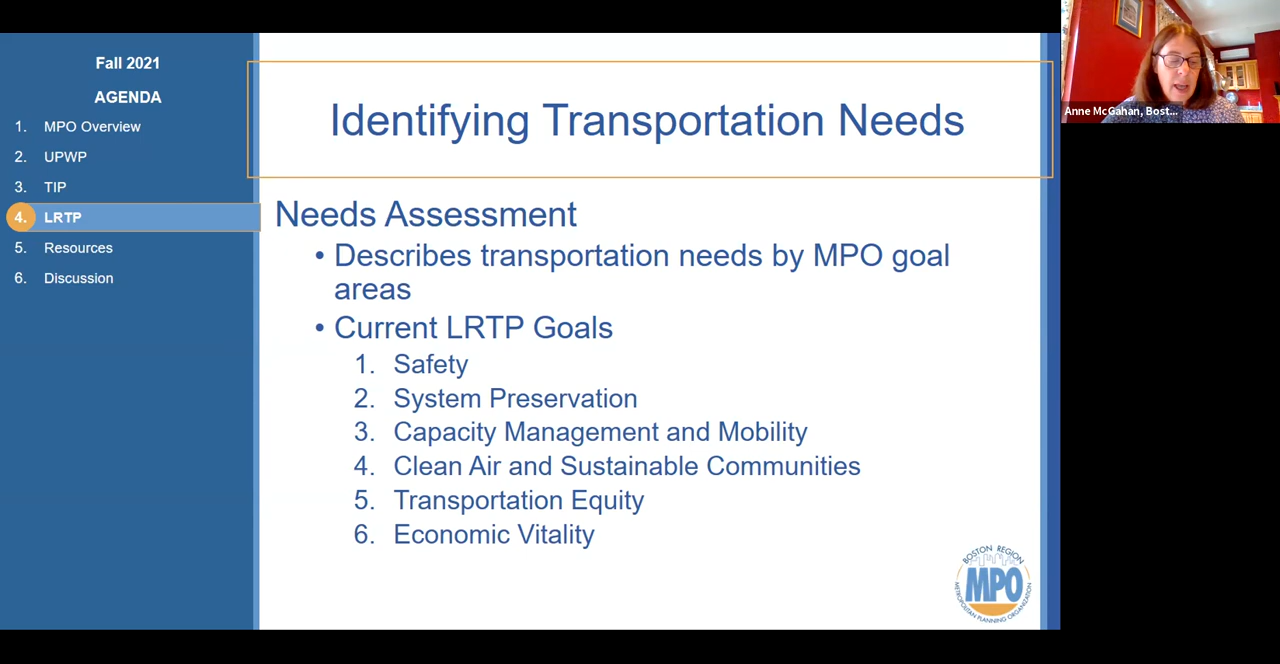 Fall 2021
AGENDA
1. MPO Overview
2. UPWP
3. TIP
4. LRTP
5. Resources
6. Discussion
Identifying Transportation Needs
Needs Assessment
• Describes transportation needs by MPO goal
areas
• Current LRTP Goals
1. Safety
2. System Preservation
3. Capacity Management and Mobility
4. Clean Air and Sustainable Communities
5. Transportation Equity
6. Economic Vitality
BOSTON REGION
MPO
METROPOLITAN PLANNING ORGANIZATION
Anne McGahan, Bost...